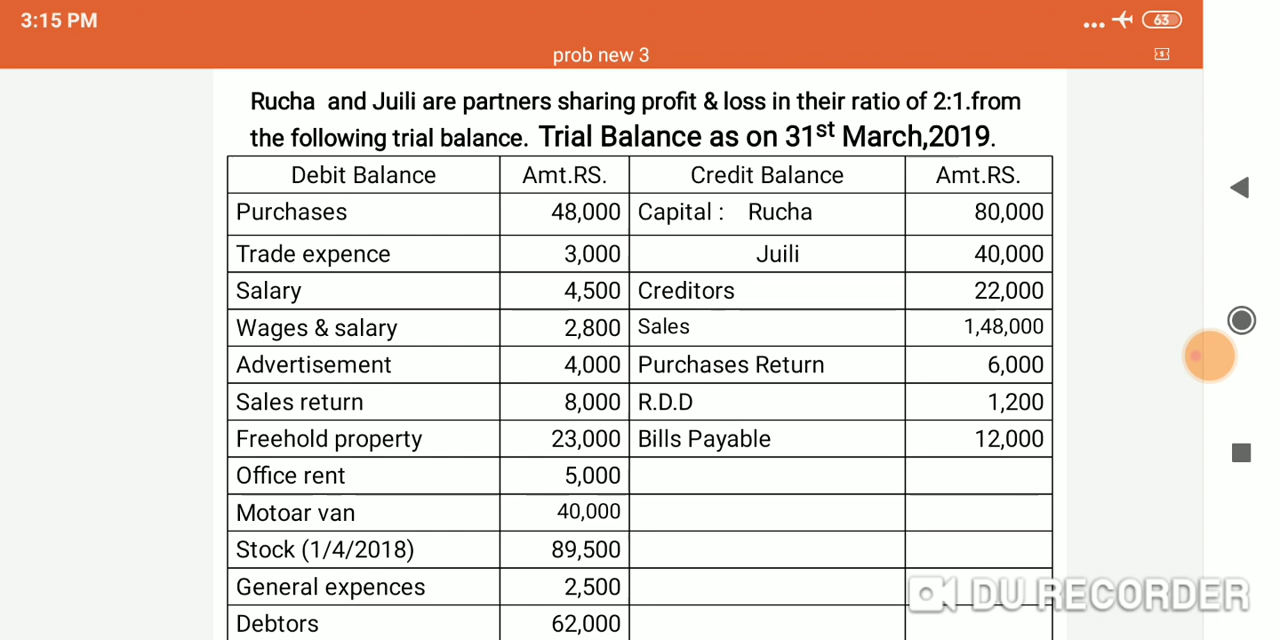 3:15 PM
63
prob new 3
Rucha and Juili are partners sharing profit & loss in their ratio of 2:1.from
the following trial balance. Trial Balance as on 31st March,2019.
Debit Balance Amt.RS. Credit Balance Amt.RS.
Purchases 48,000 Capital : Rucha 80,000
Trade expence 3,000 Juili 40,000
Salary 4,500 Creditors 22,000
Wages & salary 2,800 Sales 1,48,000
Advertisement 4,000 Purchases Return 6,000
Sales return 8,000 R.D.D 1,200
Freehold property 23,000 Bills Payable 12,000
Office rent 5,000
Motoar van 40,000
Stock (1/4/2018) 89,500
General expences 2,500
DU RECORDER
Debtors 62,000